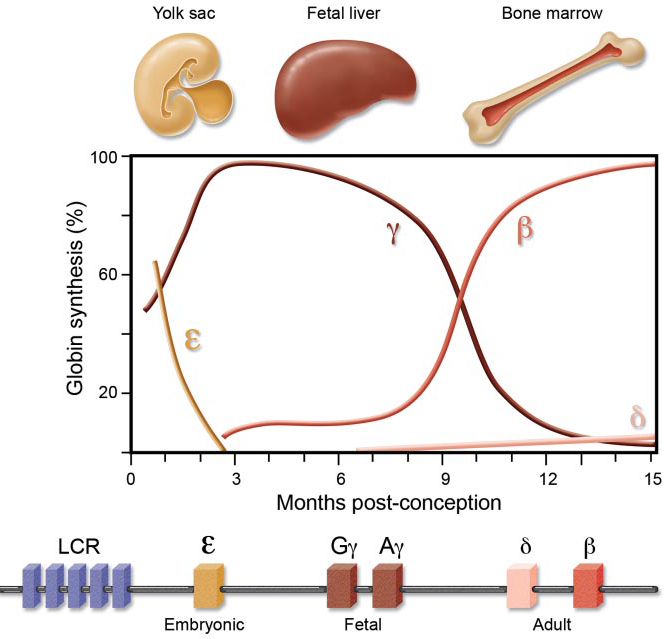 Yolk sac Fetal liver Bone marrow
100
60
20
Globin synthesis (%)
γ
β
ε
δ
0 3 6 9 12 15
Months post-conception
LCR ε Gγ Aγ δ β
Embryonic Fetal Adult